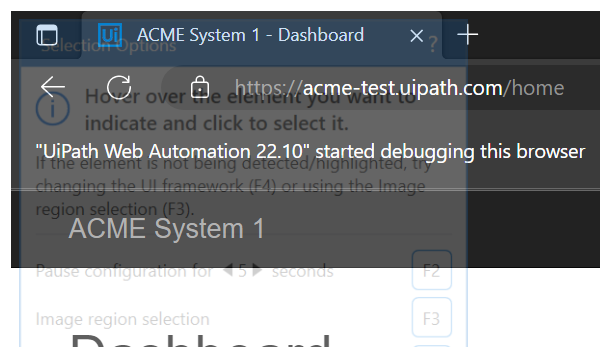 ACME System 1 - Dashboard
Selection Options
?
https://acme-test.uipath.com/home
Hover over the element you want to
indicate and click to select it.
"UiPath Web Automation 22.10" started debugging this browser
If the element is not being detected/highlighted, try
changing the UI framework (F4) or using the Image
region selection (F3).
ACME System 1
Pause configuration for 5 seconds F2
Image region selection F3
Dashboard